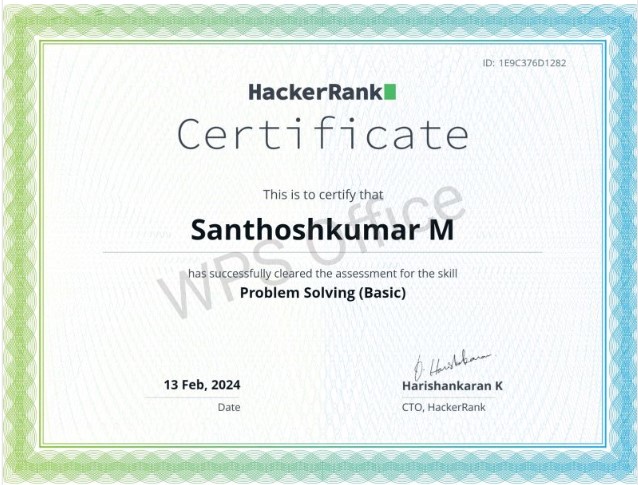 ID: 1E9C376D1282
HackerRank
Certificate
This is to certify that
Santhoshkumar M
WPS Office
has successfully cleared the assessment for the skill
Problem Solving (Basic)
D. Harishankaran
13 Feb, 2024
Harishankaran K
Date
CTO, HackerRank